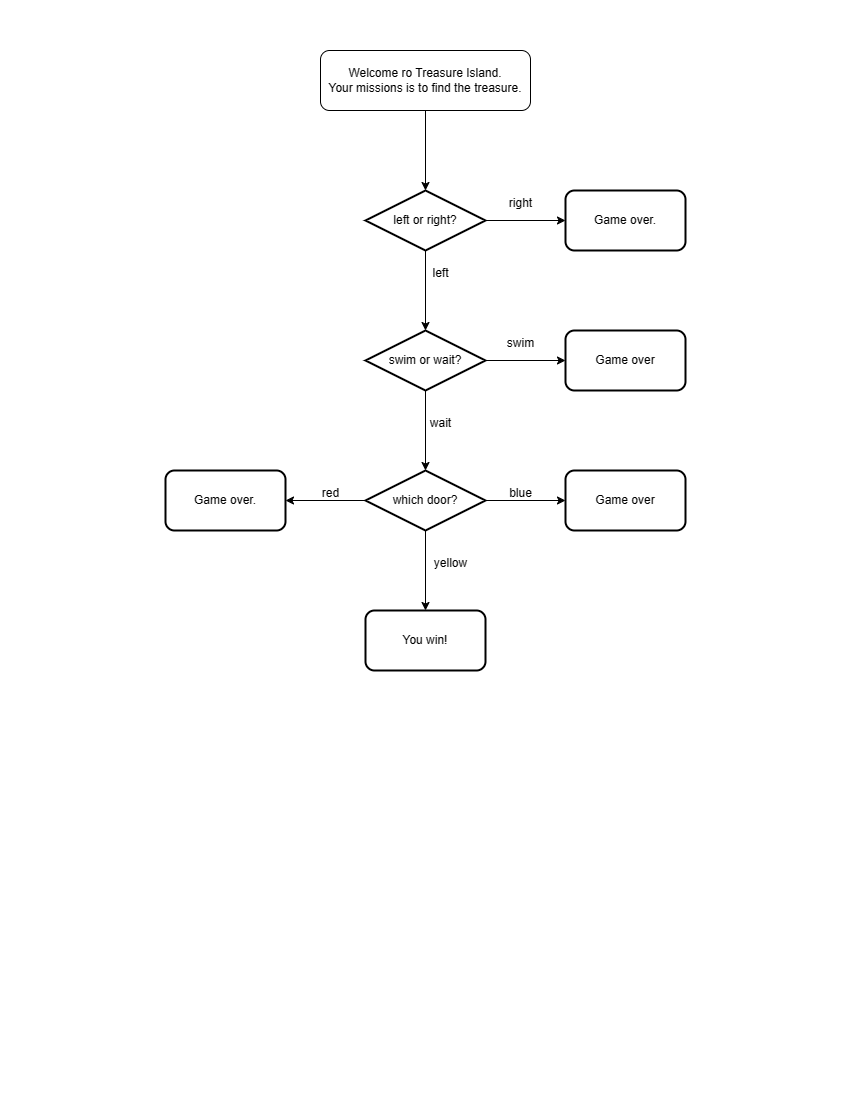 Welcome ro Treasure Island.
Your missions is to find the treasure.
left or right?
right
Game over.
left
swim or wait?
swim
Game over
wait
Game over.
red
which door?
blue
Game over
yellow
You win!